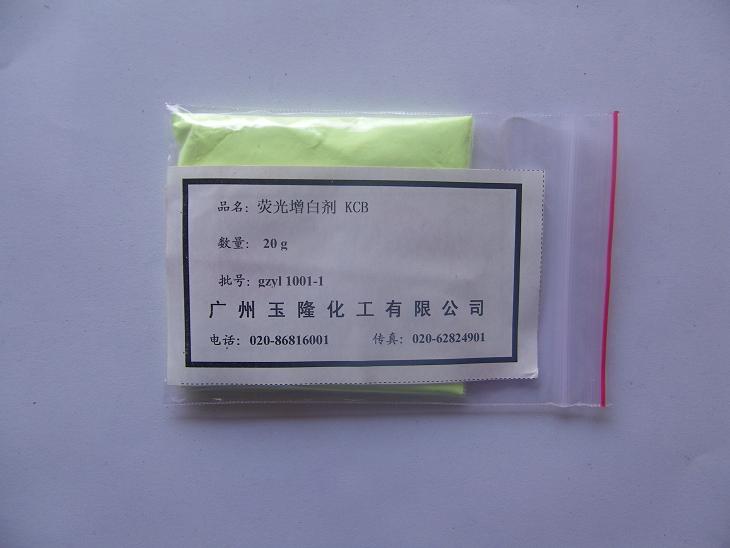 品名：荧光增白剂 KCB
数量： 20 g
批号：gzyl 1001-1
广州玉隆化工有限公司
电话：020-86816001 传真：020-62824901